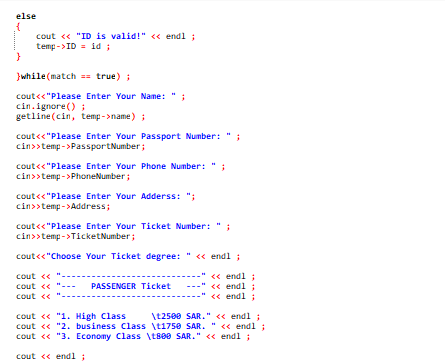 else
{
cout << "ID is valid!" << endl ;
temp->ID = id ;
}
}while(match == true) ;
cout<<"Please Enter Your Name: " ;
cin.ignore() ;
getline(cin, temp->name) ;
cout<<"Please Enter Your Passport Number: " ;
cin>>temp->PassportNumber;
cout<<"Please Enter Your Phone Number: " ;
cin>>temp->PhoneNumber;
cout<<"Please Enter Your Adderss: ";
cin>>temp->Address;
cout<<"Please Enter Your Ticket Number: " ;
cin>>temp->TicketNumber;
cout<<"Choose Your Ticket degree: " << endl ;
cout << "------------------------------" << endl ;
cout << "---   PASSENGER Ticket   ---" << endl ;
cout << "------------------------------" << endl ;
cout << "1. High Class     \t2500 SAR." << endl ;
cout << "2. business Class \t1750 SAR. " << endl ;
cout << "3. Economy Class \t800 SAR." << endl ;
cout << endl ;